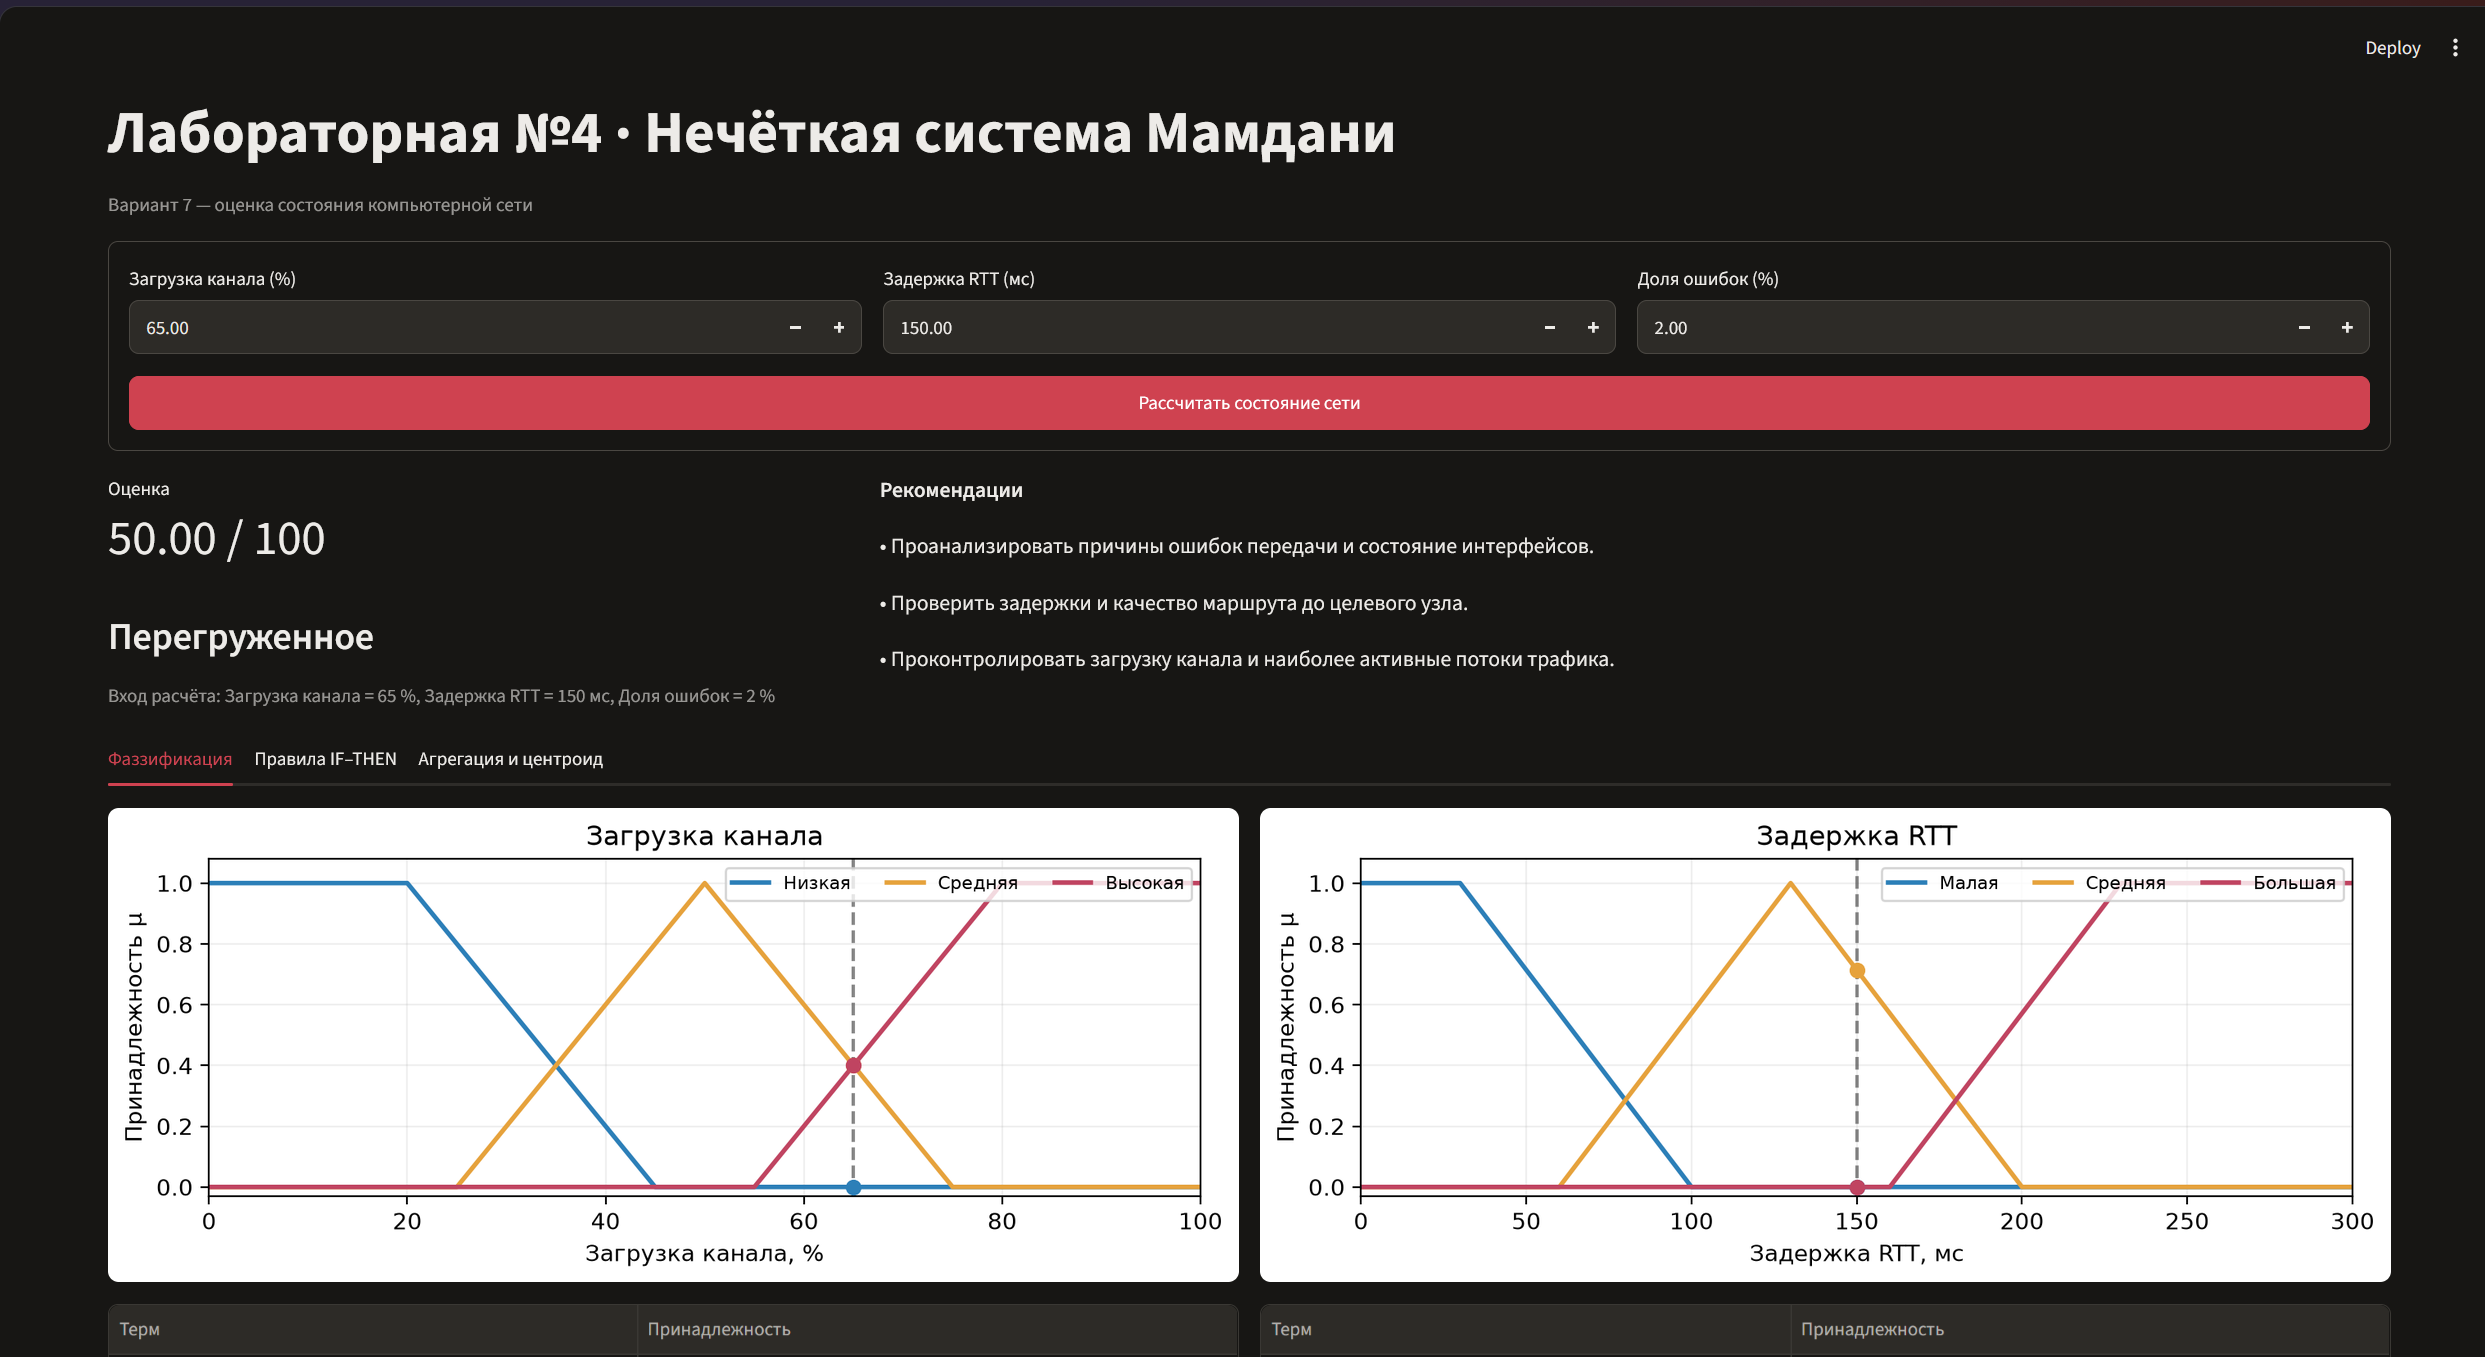 Deploy
Лабораторная №4 · Нечёткая система Мамдани
Вариант 7 — оценка состояния компьютерной сети
Загрузка канала (%)
Задержка RTT (мс)
Доля ошибок (%)
65.00
150.00
2.00
Рассчитать состояние сети
Оценка
50.00 / 100
Перегруженное
Вход расчёта: Загрузка канала = 65 %, Задержка RTT = 150 мс, Доля ошибок = 2 %
Рекомендации
• Проанализировать причины ошибок передачи и состояние интерфейсов.
• Проверить задержки и качество маршрута до целевого узла.
• Проконтролировать загрузку канала и наиболее активные потоки трафика.
Фаззификация Правила IF–THEN Агрегация и центроид
Загрузка канала
Низкая Средняя Высокая
Принадлежность μ
1.0
0.8
0.6
0.4
0.2
0.0
0 20 40 60 80 100
Загрузка канала, %
Задержка RTT
Малая Средняя Большая
Принадлежность μ
1.0
0.8
0.6
0.4
0.2
0.0
0 50 100 150 200 250 300
Задержка RTT, мс
Терм Принадлежность
Терм Принадлежность